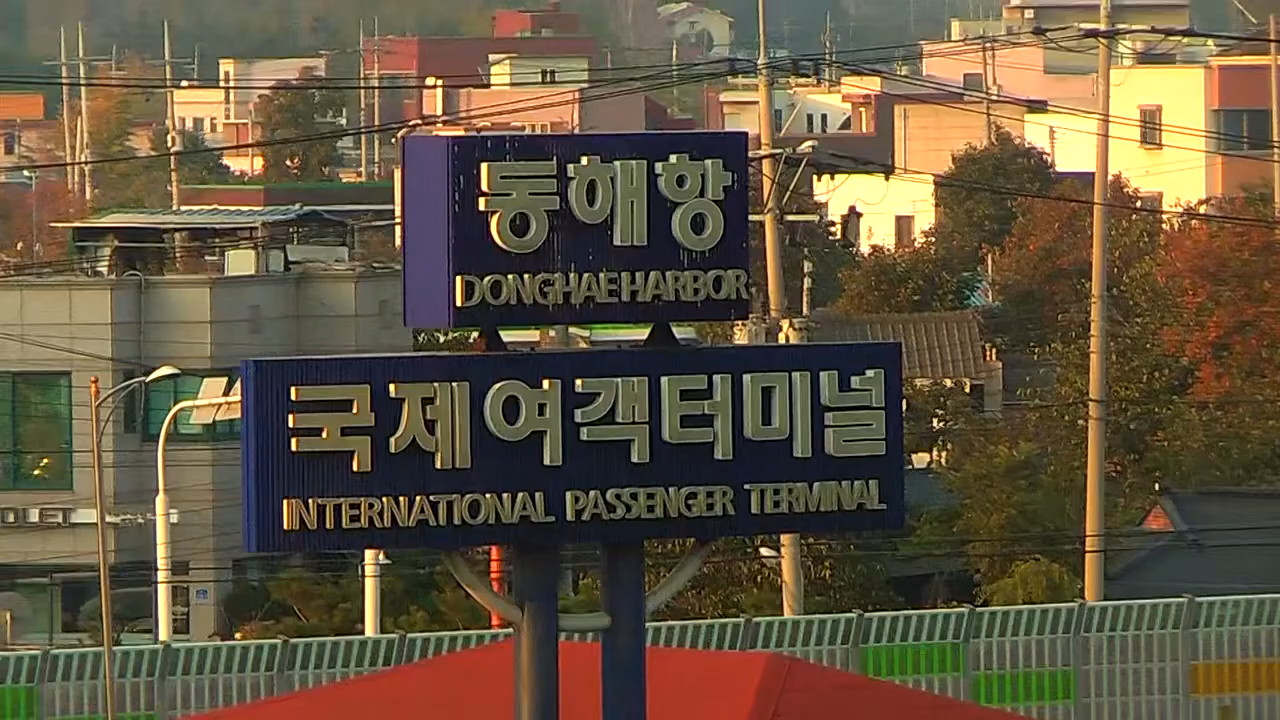 동해항
DONGHAE HARBOR
국제여객터미널
INTERNATIONAL PASSENGER TERMINAL